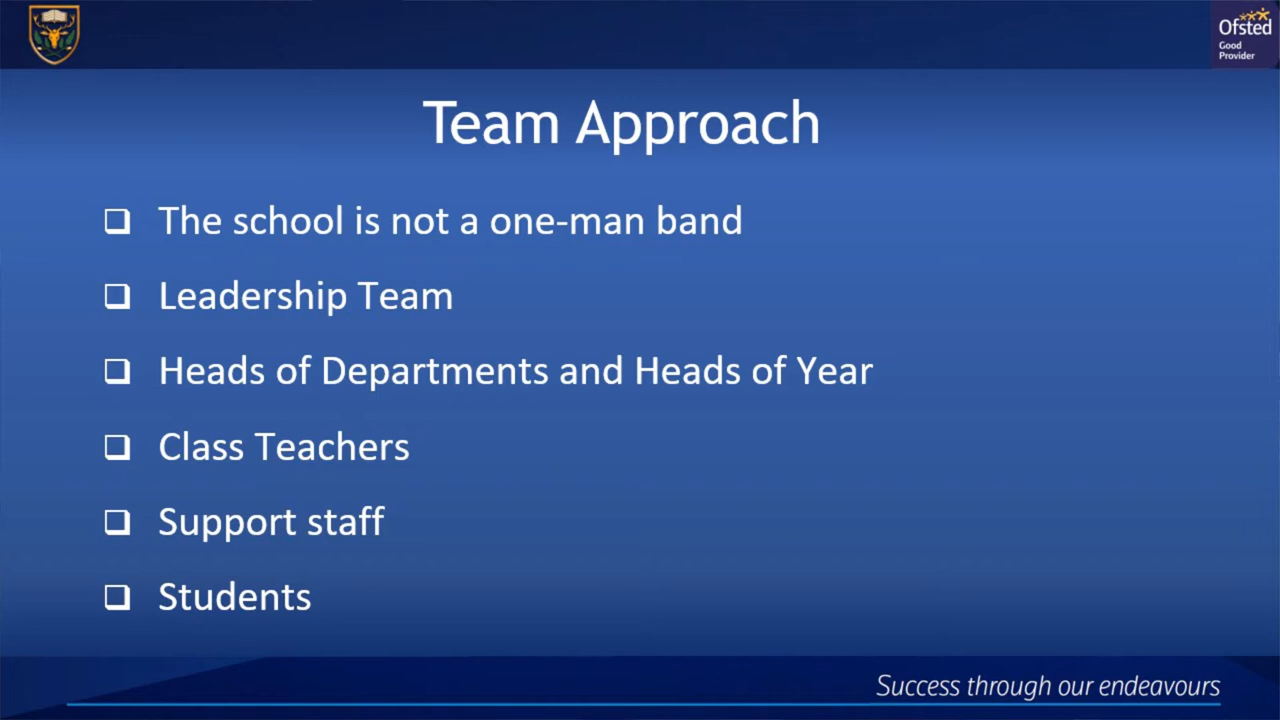 Ofsted
Good
Provider
Team Approach
❑ The school is not a one-man band
❑ Leadership Team
❑ Heads of Departments and Heads of Year
❑ Class Teachers
❑ Support staff
❑ Students
Success through our endeavours